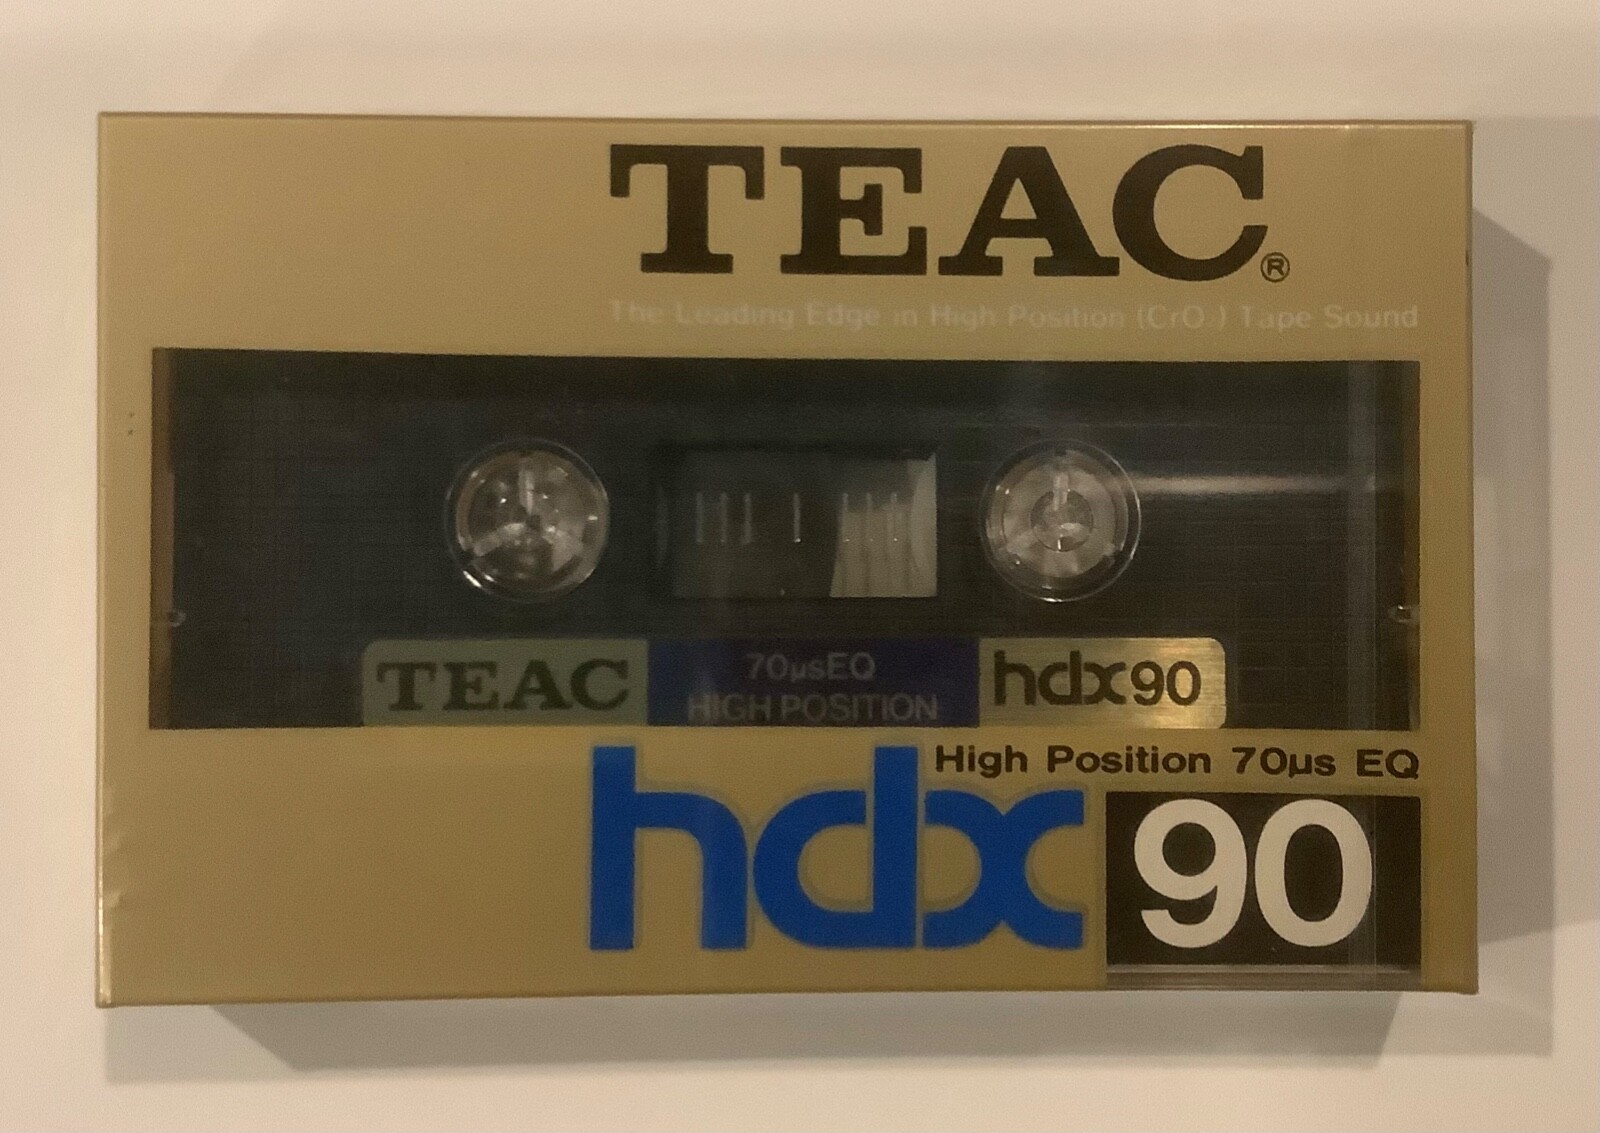 TEAC®
The Leading Edge in High Position (CrO₂) Tape Sound
TEAC
70µsEQ
HIGH POSITION
hdx90
High Position 70µs EQ
hdx 90